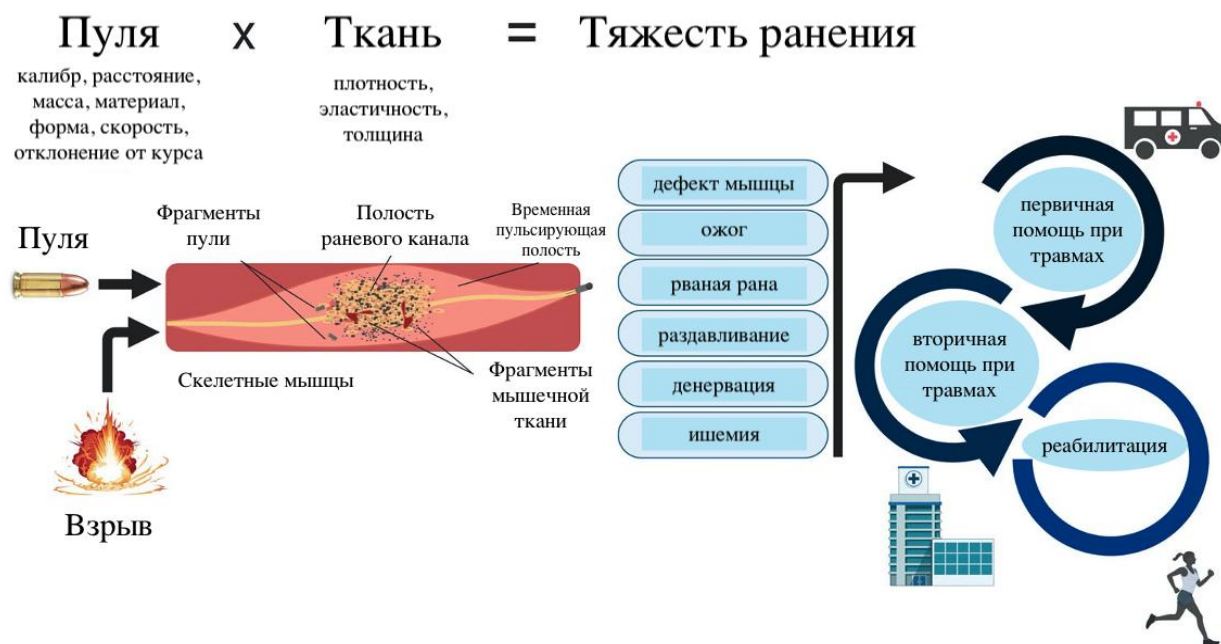 Пуля x Ткань = Тяжесть ранения
калибр, расстояние,
масса, материал,
форма, скорость,
отклонение от курса
плотность,
эластичность,
толщина
Пуля
Взрыв
Фрагменты
пули
Полость
раневого канала
Временная
пульсирующая
полость
Скелетные мышцы
Фрагменты
мышечной
ткани
дефект мышцы
ожог
рваная рана
раздавливание
денервация
ишемия
первичная
помощь при
травмах
вторичная
помощь при
травмах
реабилитация